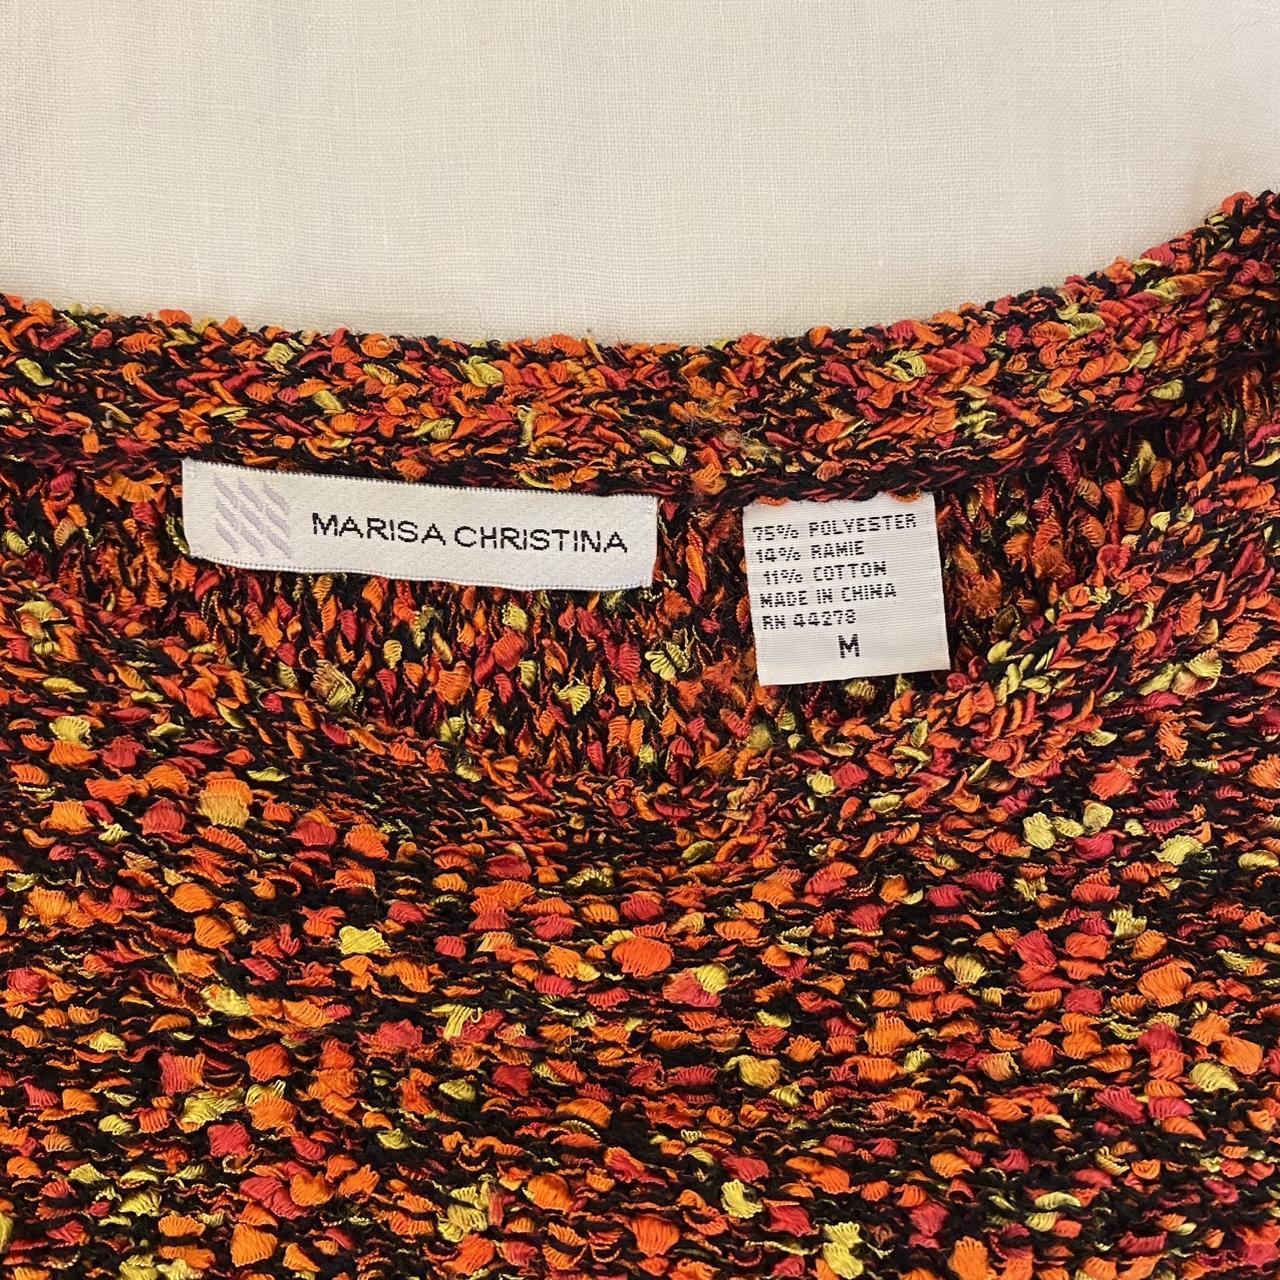 MARISA CHRISTINA
75% POLYESTER
14% RAMIE
11% COTTON
MADE IN CHINA
RN 44278
M